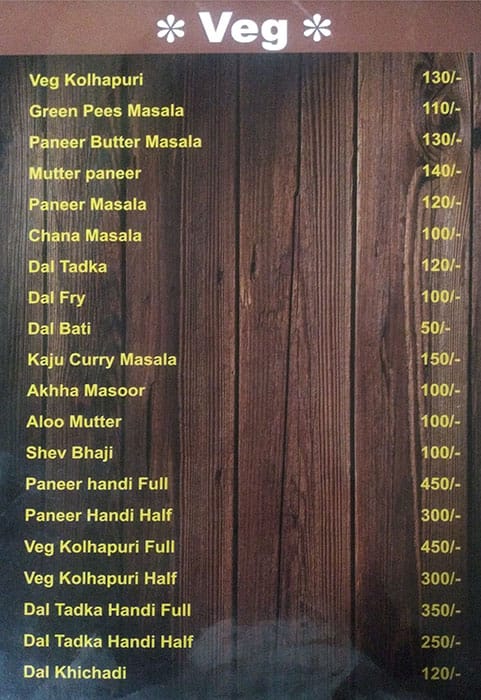 * Veg *
Veg Kolhapuri 130/-
Green Pees Masala 110/-
Paneer Butter Masala 130/-
Mutter paneer 140/-
Paneer Masala 120/-
Chana Masala 100/-
Dal Tadka 120/-
Dal Fry 100/-
Dal Bati 50/-
Kaju Curry Masala 150/-
Akhha Masoor 100/-
Aloo Mutter 100/-
Shev Bhaji 100/-
Paneer handi Full 450/-
Paneer Handi Half 300/-
Veg Kolhapuri Full 450/-
Veg Kolhapuri Half 300/-
Dal Tadka Handi Full 350/-
Dal Tadka Handi Half 250/-
Dal Khichadi 120/-